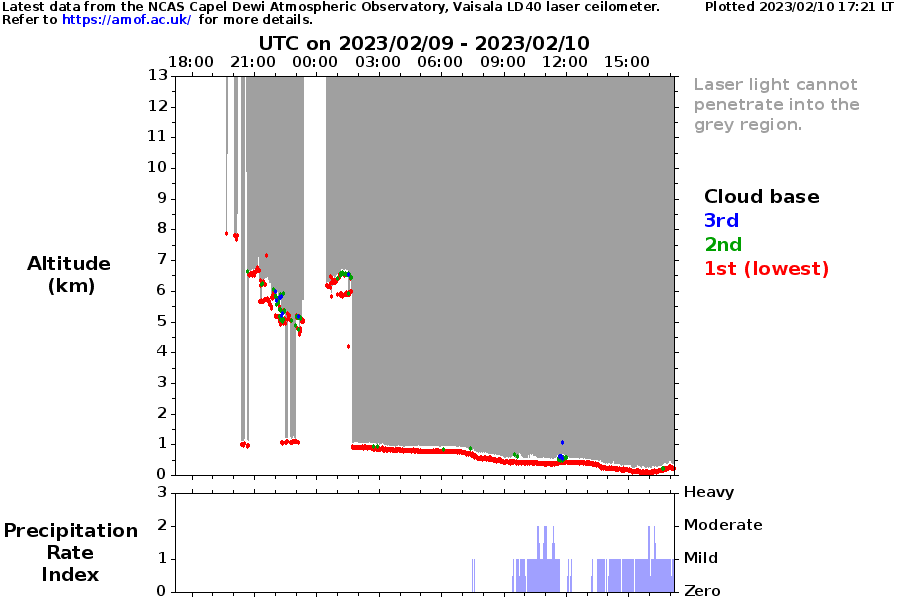 Latest data from the NCAS Capel Dewi Atmospheric Observatory, Vaisala LD40 laser ceilometer. Plotted 2023/02/10 17:21 LT
Refer to https://amof.ac.uk/ for more details.
UTC on 2023/02/09 - 2023/02/10
18:00 21:00 00:00 03:00 06:00 09:00 12:00 15:00
13
12
11
10
9
8
7
6
5
4
3
2
1
0
Altitude
(km)
Laser light cannot
penetrate into the
grey region.
Cloud base
3rd
2nd
1st (lowest)
3 Heavy
2 Moderate
1 Mild
0 Zero
Precipitation
Rate
Index